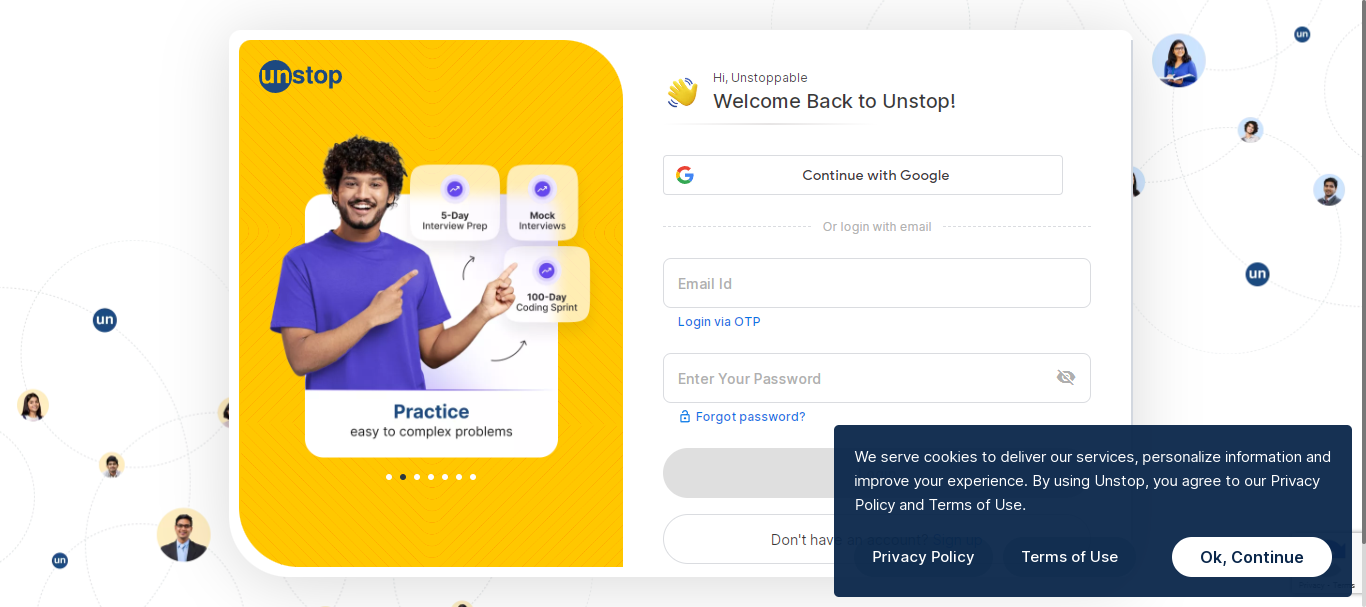 unstop
Hi, Unstoppable
Welcome Back to Unstop!
Continue with Google
Or login with email
Email Id
Login via OTP
Enter Your Password
Forgot password?
Don't have an account? Sign up
5-Day
Interview Prep
Mock
Interviews
100-Day
Coding Sprint
Practice
easy to complex problems
We serve cookies to deliver our services, personalize information and
improve your experience. By using Unstop, you agree to our Privacy
Policy and Terms of Use.
Privacy Policy
Terms of Use
Ok, Continue
un
un
un
un